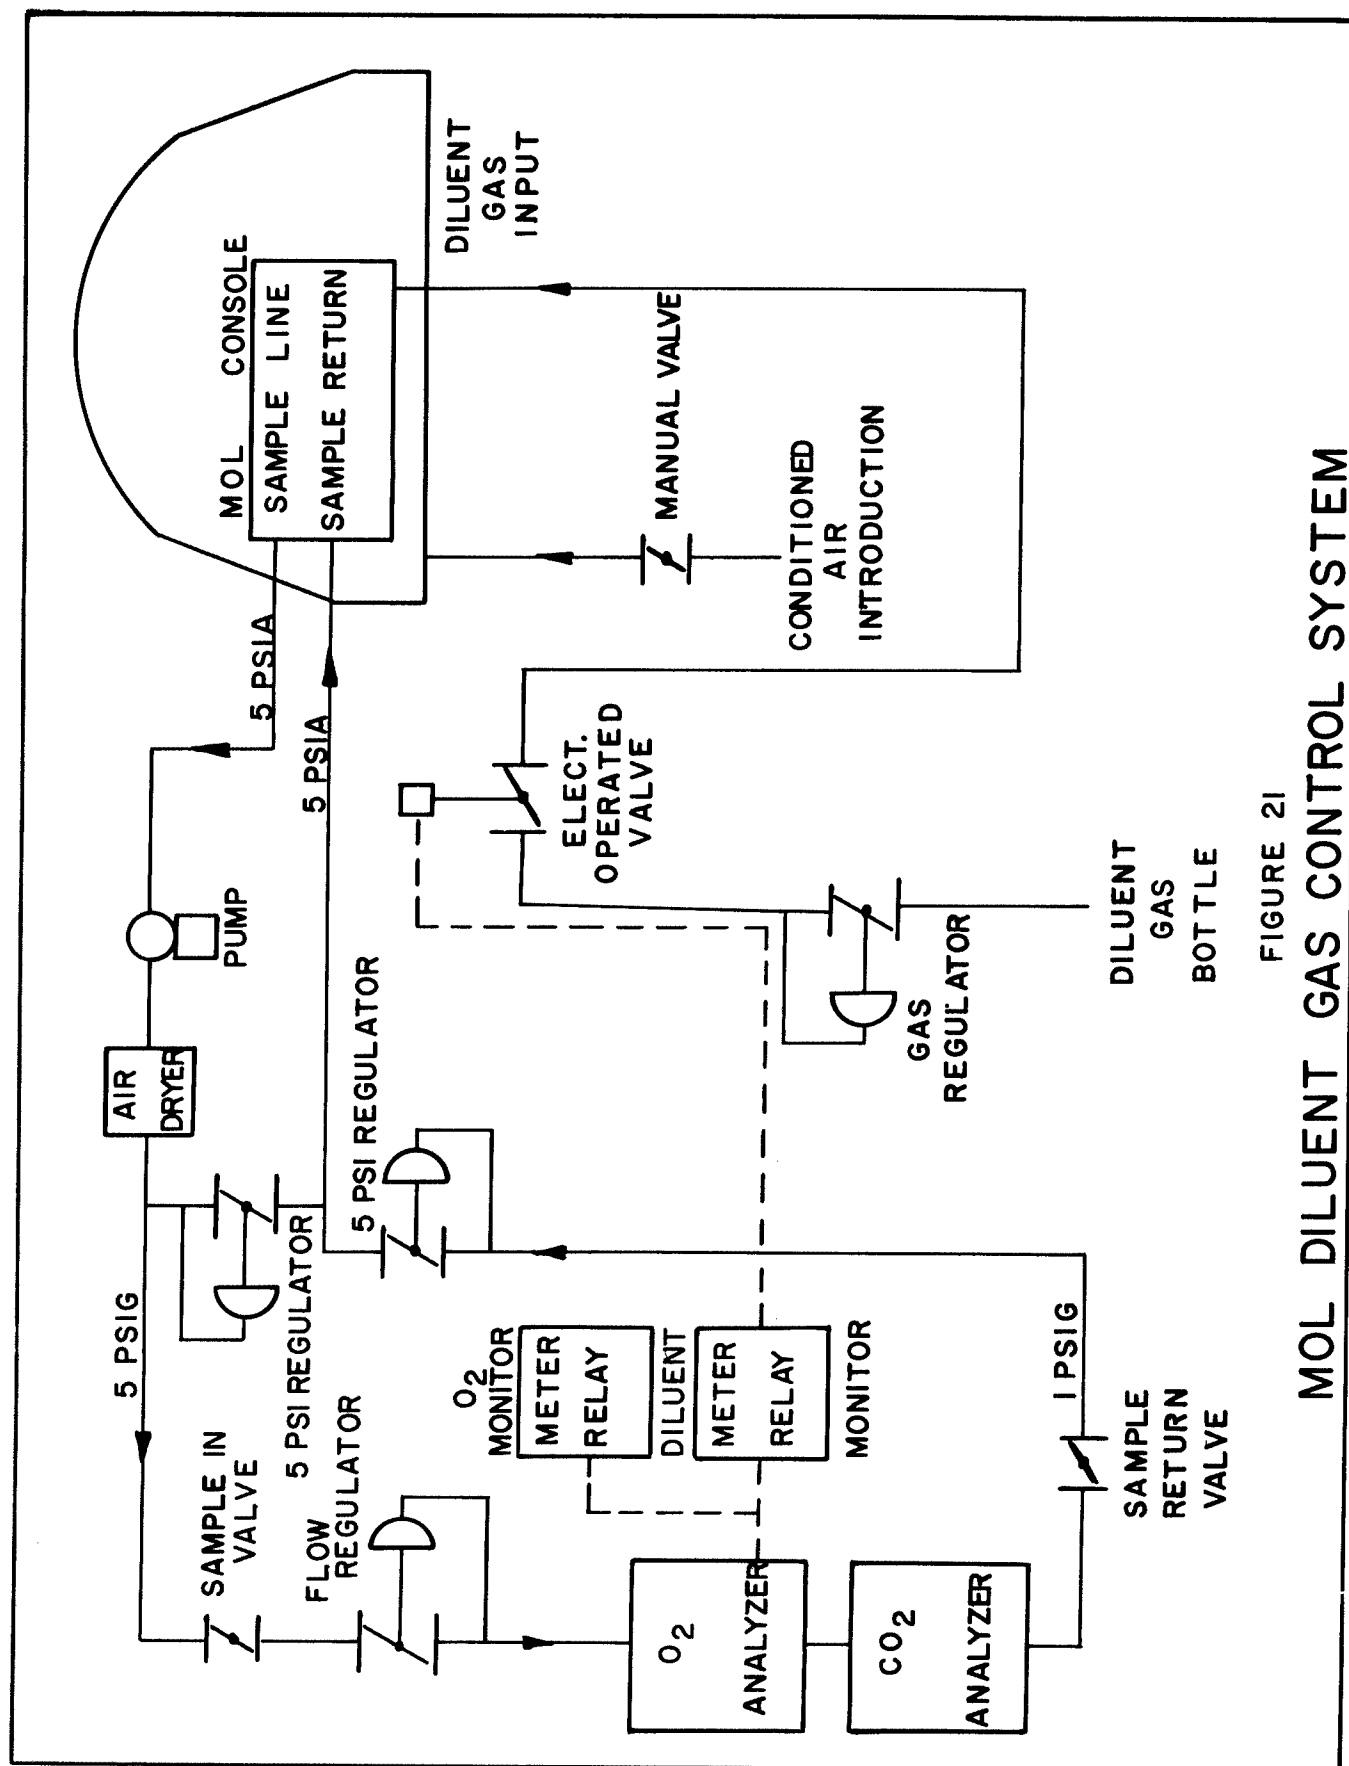 AIR
DRYER
PUMP
5 PSIA
MOL CONSOLE
SAMPLE LINE
SAMPLE RETURN
5 PSIG
SAMPLE IN
VALVE
5 PSI REGULATOR
5 PSIA
FLOW
REGULATOR
5 PSI REGULATOR
DILUENT
GAS
INPUT
O2
MONITOR
METER
RELAY
DILUENT
METER
RELAY
MONITOR
ELECT.
OPERATED
VALVE
MANUAL VALVE
O2
ANALYZER
CO2
ANALYZER
CONDITIONED
AIR
INTRODUCTION
GAS
REGULATOR
1 PSIG
SAMPLE
RETURN
VALVE
DILUENT
GAS
BOTTLE
FIGURE 21
MOL DILUENT GAS CONTROL SYSTEM